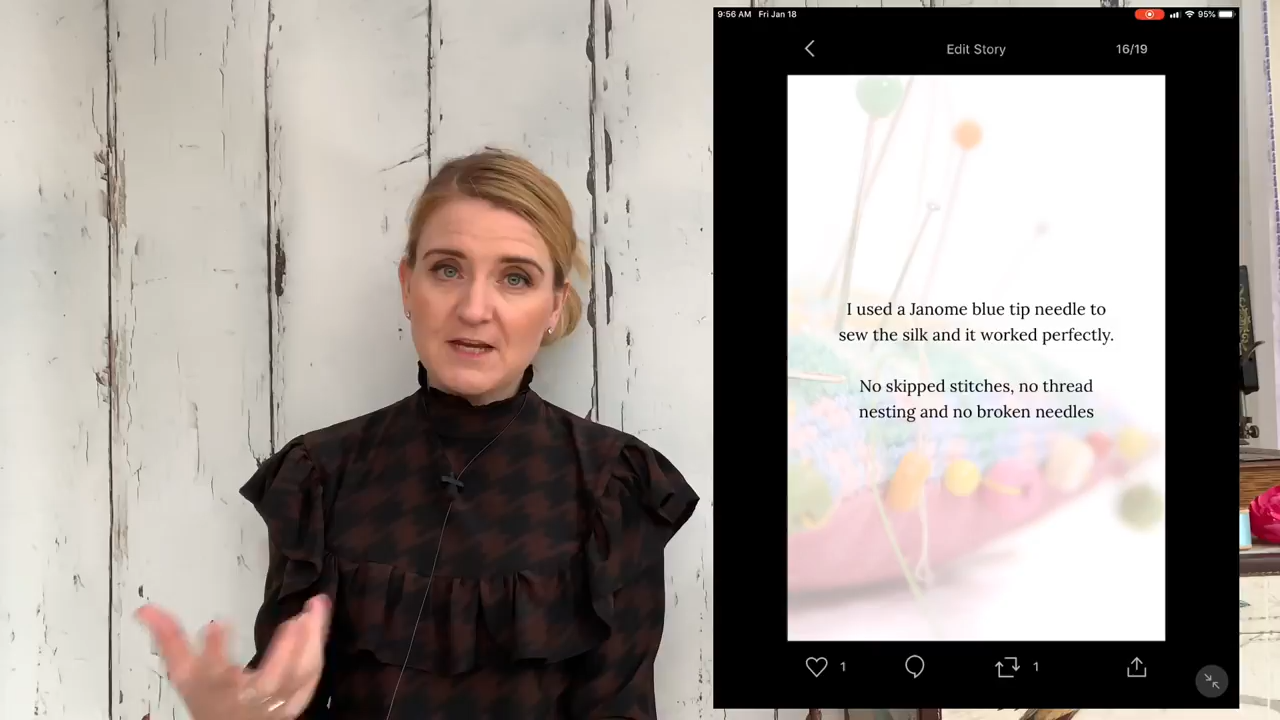 9:56 AM Fri Jan 18
95%
Edit Story
16/19
I used a Janome blue tip needle to
sew the silk and it worked perfectly.
No skipped stitches, no thread
nesting and no broken needles
1
1